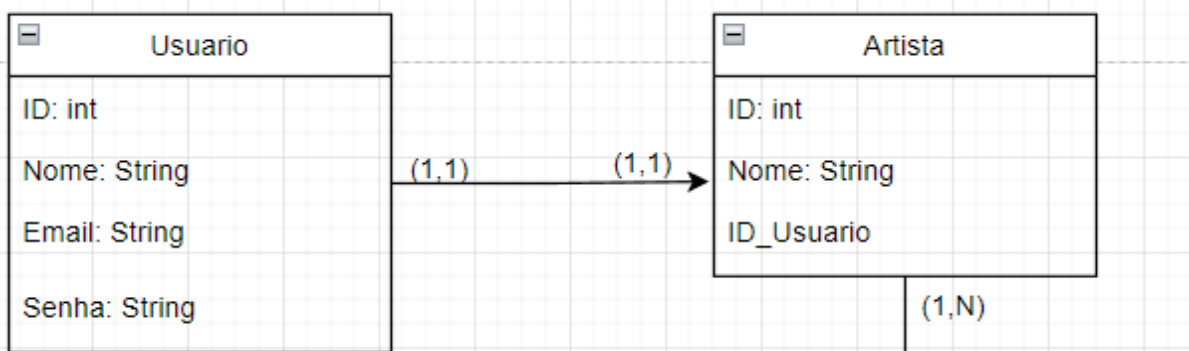 Usuario
ID: int
Nome: String
Email: String
Senha: String
(1,1)
(1,1)
Artista
ID: int
Nome: String
ID_Usuario
(1,N)